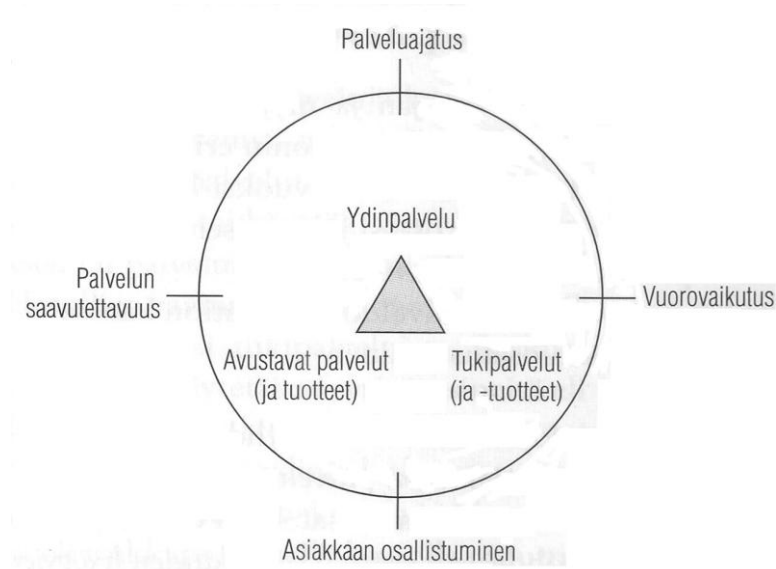 Palveluajatus
Ydinpalvelu
Palvelun
saavutettavuus
Vuorovaikutus
Avustavat palvelut
(ja tuotteet)
Tukipalvelut
(ja -tuotteet)
Asiakkaan osallistuminen